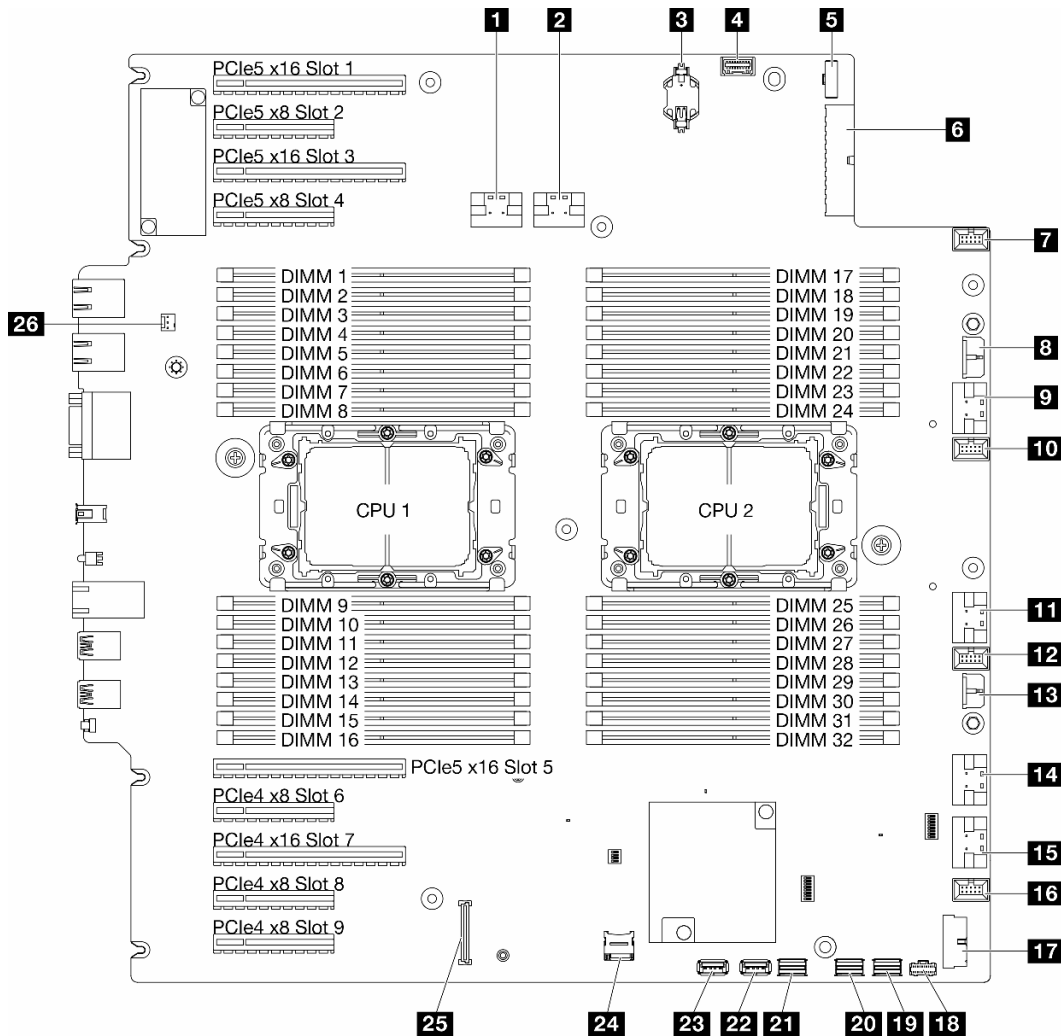 1
2
3
4
5
PCIe5 x16 Slot 1
PCIe5 x8 Slot 2
6
PCIe5 x16 Slot 3
PCIe5 x8 Slot 4
7
DIMM 1
DIMM 2
DIMM 3
DIMM 4
DIMM 5
DIMM 6
DIMM 7
DIMM 8
DIMM 17
DIMM 18
DIMM 19
DIMM 20
DIMM 21
DIMM 22
DIMM 23
DIMM 24
26
8
9
10
CPU 1
CPU 2
DIMM 9
DIMM 10
DIMM 11
DIMM 12
DIMM 13
DIMM 14
DIMM 15
DIMM 16
DIMM 25
DIMM 26
DIMM 27
DIMM 28
DIMM 29
DIMM 30
DIMM 31
DIMM 32
11
12
13
PCIe5 x16 Slot 5
14
PCIe4 x8 Slot 6
PCIe4 x16 Slot 7
15
PCIe4 x8 Slot 8
16
PCIe4 x8 Slot 9
17
25
24
23
22
21
20
19
18